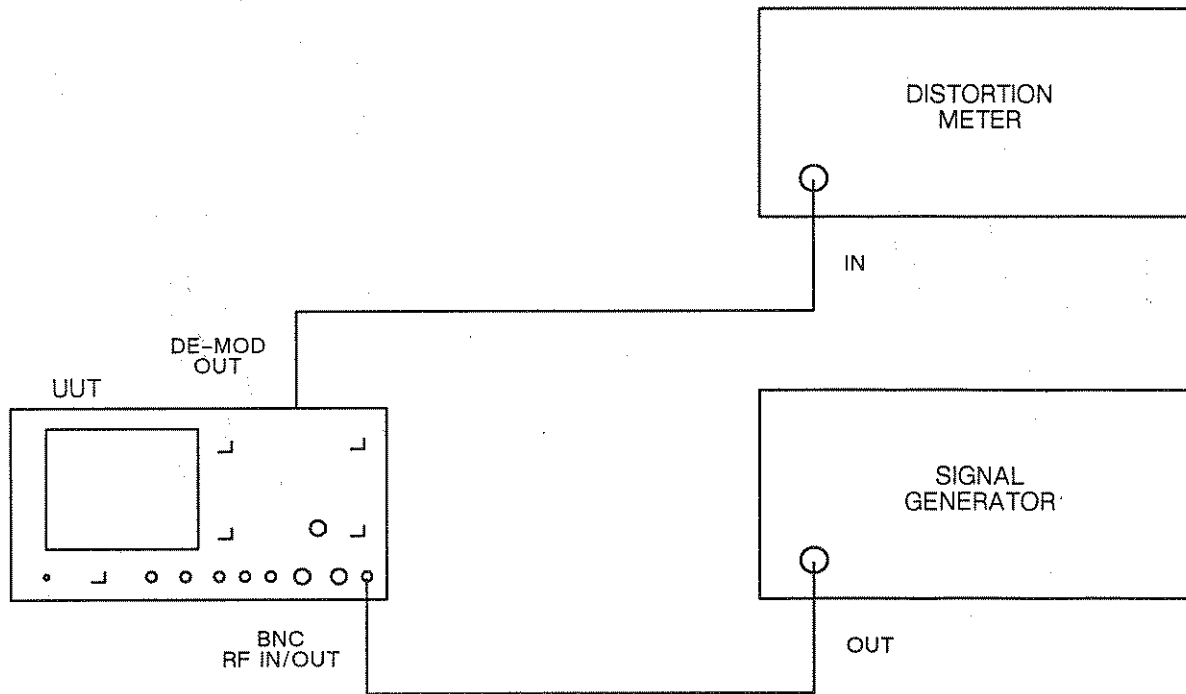 DISTORTION
METER
IN
DE-MOD
OUT
UUT
SIGNAL
GENERATOR
BNC
RF IN/OUT
OUT